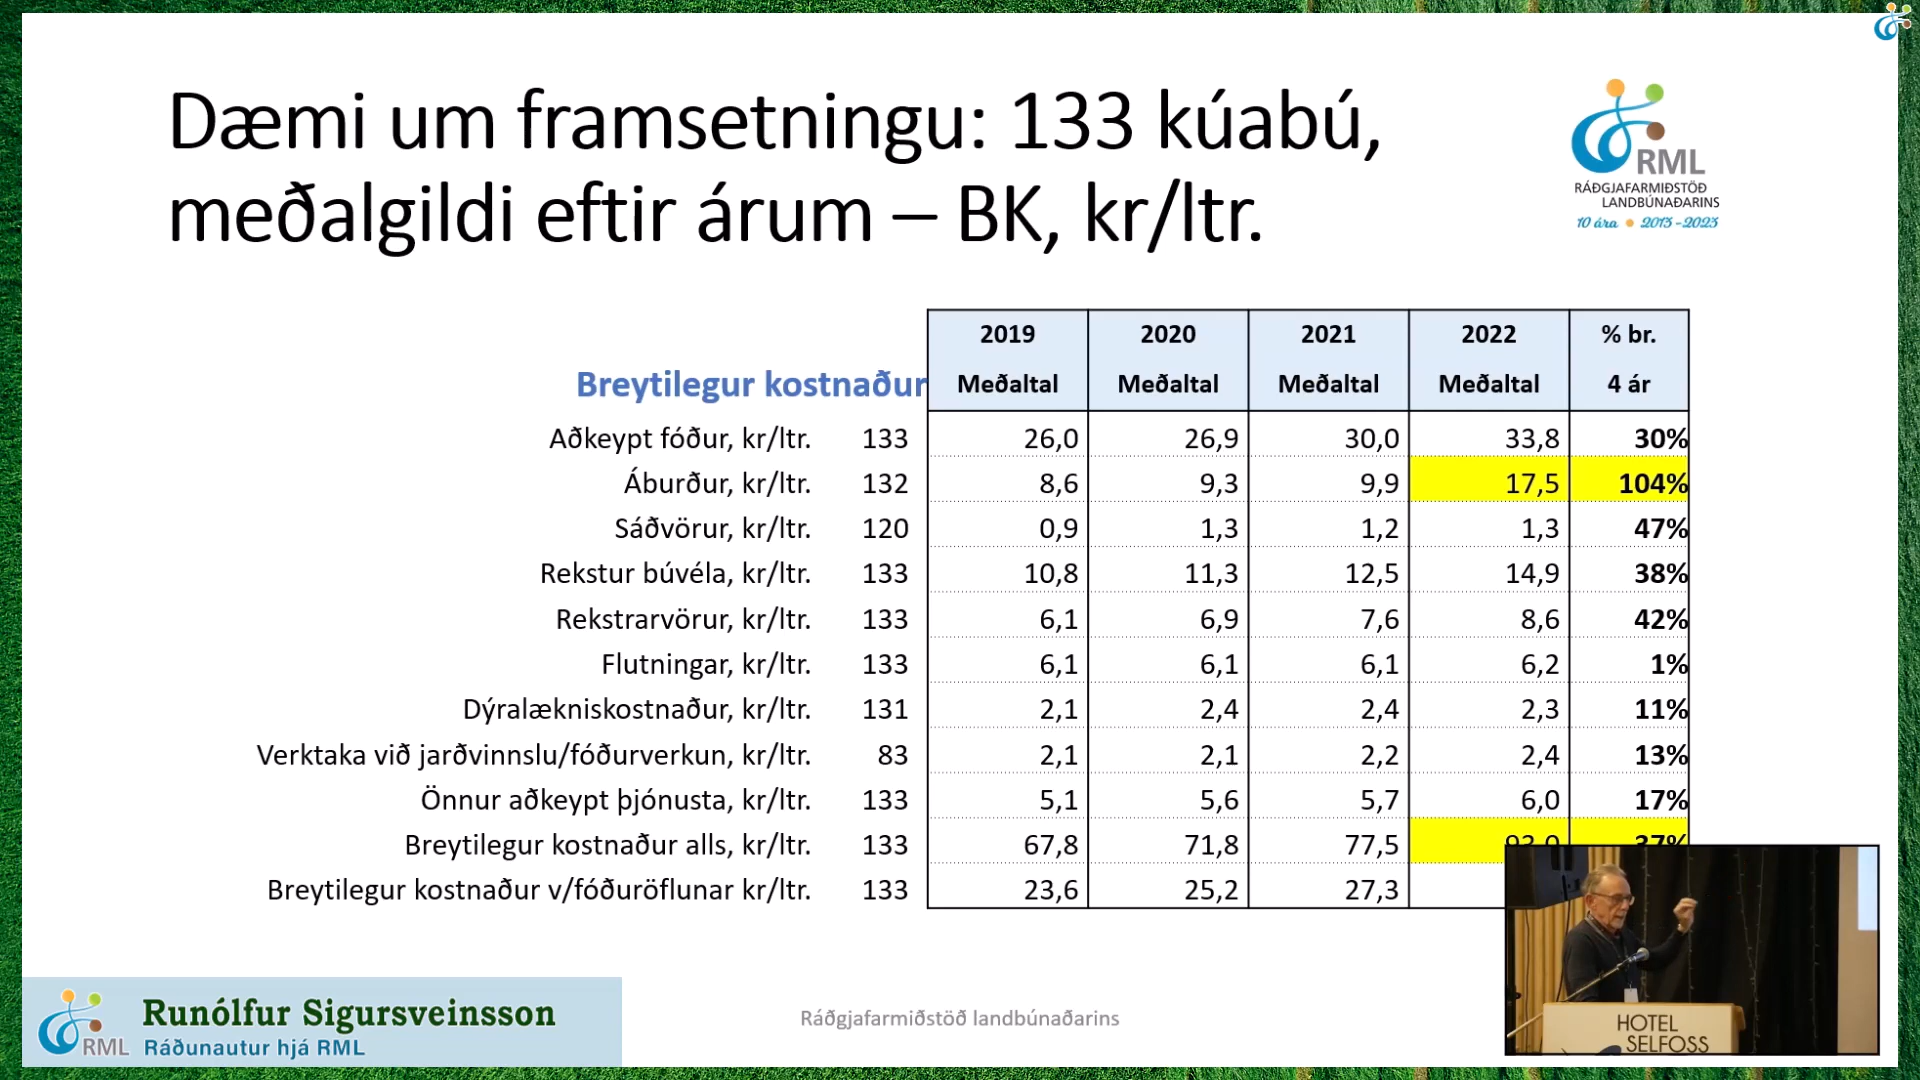 Dæmi um framsetningu: 133 kúabú,
meðalgildi eftir árum – BK, kr/ltr.
RML
RÁÐGJAFARMIÐSTÖÐ
LANDBÚNAÐARINS
10 ára • 2013-2023
2019 2020 2021 2022 % br.
Breytilegur kostnaður Meðaltal Meðaltal Meðaltal Meðaltal 4 ár
Aðkeypt fóður, kr/ltr. 133 26,0 26,9 30,0 33,8 30%
Áburður, kr/ltr. 132 8,6 9,3 9,9 17,5 104%
Sáðvörur, kr/ltr. 120 0,9 1,3 1,2 1,3 47%
Rekstur búvéla, kr/ltr. 133 10,8 11,3 12,5 14,9 38%
Rekstrarvörur, kr/ltr. 133 6,1 6,9 7,6 8,6 42%
Flutningar, kr/ltr. 133 6,1 6,1 6,1 6,2 1%
Dýralækniskostnaður, kr/ltr. 131 2,1 2,4 2,4 2,3 11%
Verktaka við jarðvinnslu/fóðurverkun, kr/ltr. 83 2,1 2,1 2,2 2,4 13%
Önnur aðkeypt þjónusta, kr/ltr. 133 5,1 5,6 5,7 6,0 17%
Breytilegur kostnaður alls, kr/ltr. 133 67,8 71,8 77,5 93,0 37%
Breytilegur kostnaður v/fóðuröflunar kr/ltr. 133 23,6 25,2 27,3
RML
Runólfur Sigursveinsson
Ráðunautur hjá RML
Ráðgjafarmiðstöð landbúnaðarins
HOTEL
SELFOSS